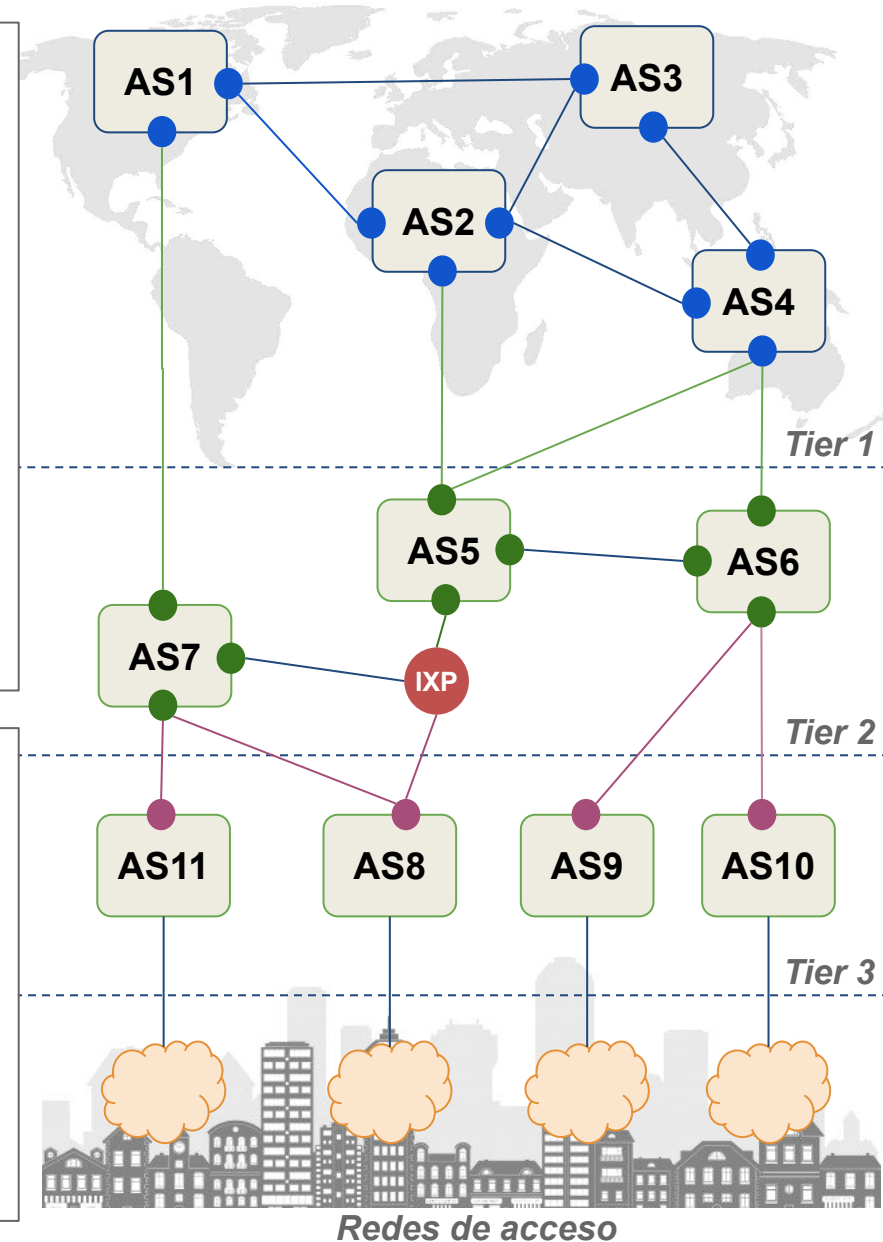 AS1
AS3
AS2
AS4
Tier 1
AS5
AS6
AS7
IXP
Tier 2
AS11
AS8
AS9
AS10
Tier 3
Redes de acceso